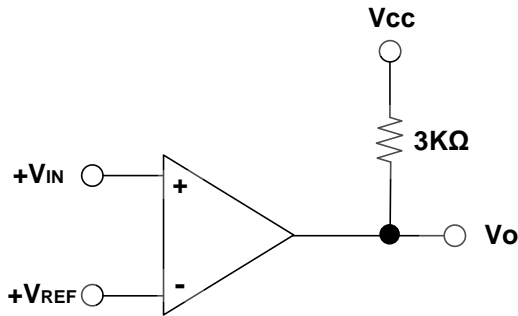 Vcc
3KΩ
+VIN
+
Vo
+VREF
-